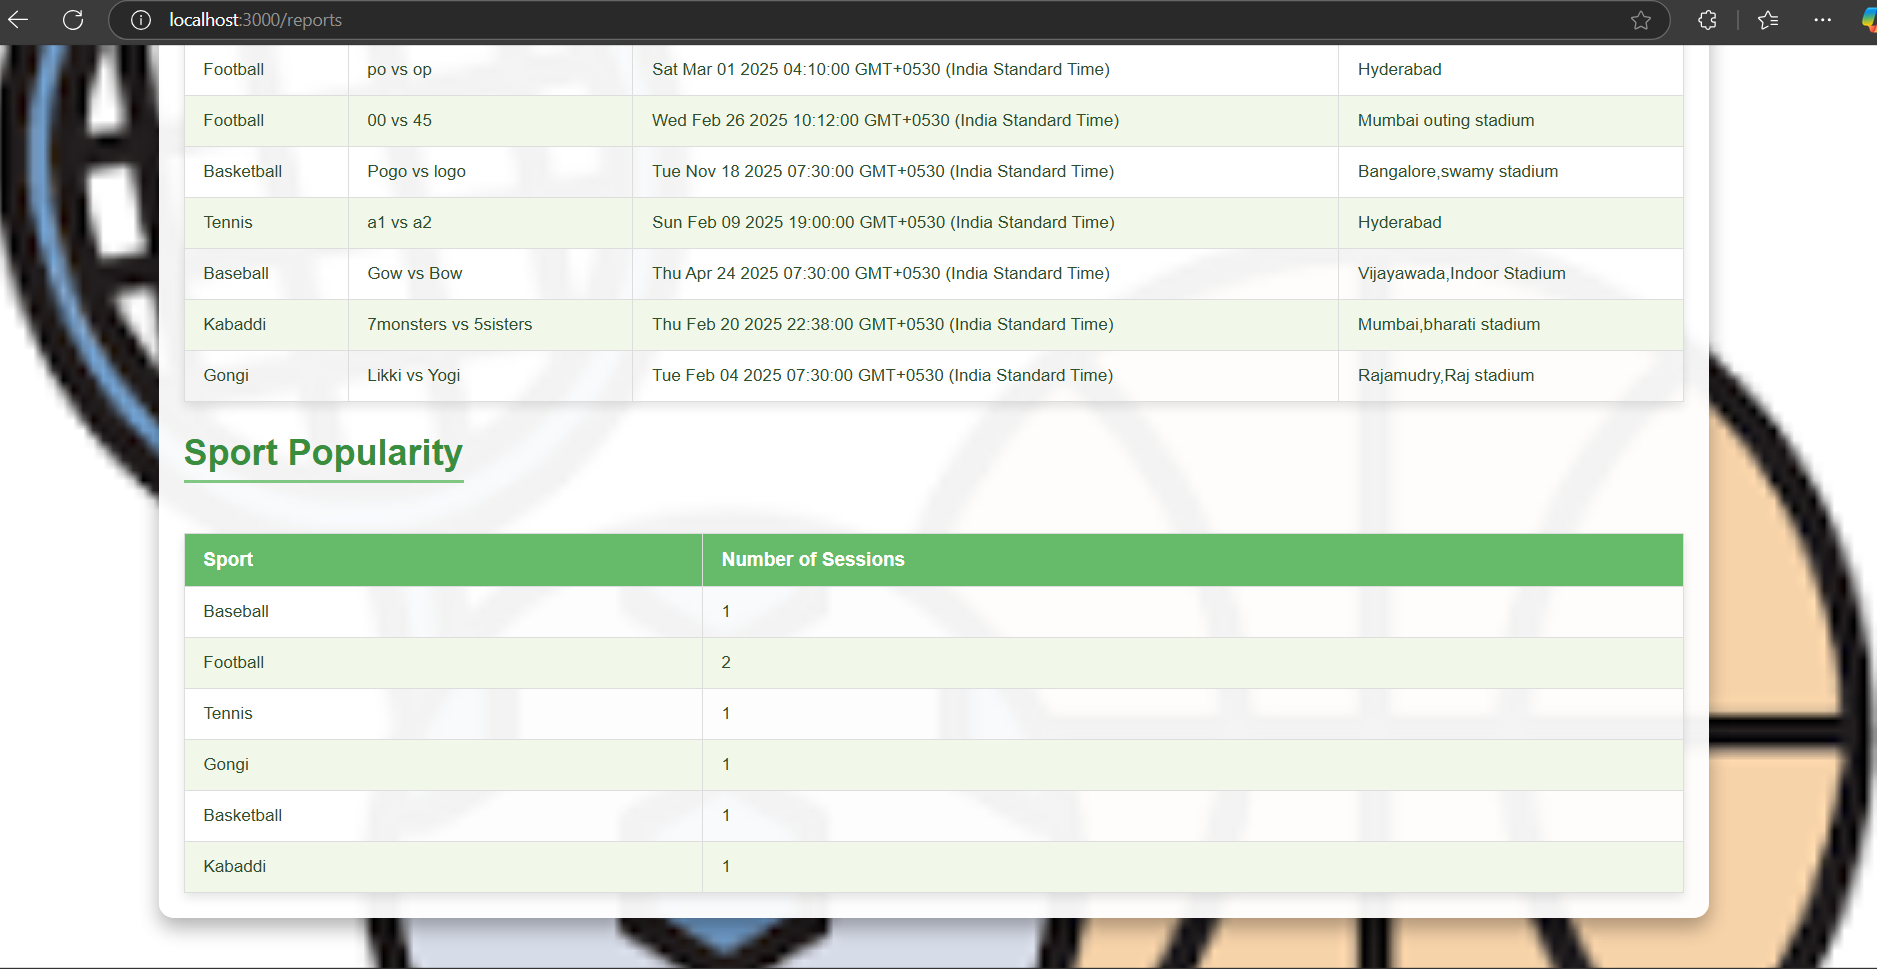 localhost:3000/reports
Football po vs op Sat Mar 01 2025 04:10:00 GMT+0530 (India Standard Time) Hyderabad
Football 00 vs 45 Wed Feb 26 2025 10:12:00 GMT+0530 (India Standard Time) Mumbai outing stadium
Basketball Pogo vs logo Tue Nov 18 2025 07:30:00 GMT+0530 (India Standard Time) Bangalore,swamy stadium
Tennis a1 vs a2 Sun Feb 09 2025 19:00:00 GMT+0530 (India Standard Time) Hyderabad
Baseball Gow vs Bow Thu Apr 24 2025 07:30:00 GMT+0530 (India Standard Time) Vijayawada,Indoor Stadium
Kabaddi 7monsters vs 5sisters Thu Feb 20 2025 22:38:00 GMT+0530 (India Standard Time) Mumbai,bharati stadium
Gongi Likki vs Yogi Tue Feb 04 2025 07:30:00 GMT+0530 (India Standard Time) Rajamudry,Raj stadium
Sport Popularity
Sport Number of Sessions
Baseball 1
Football 2
Tennis 1
Gongi 1
Basketball 1
Kabaddi 1